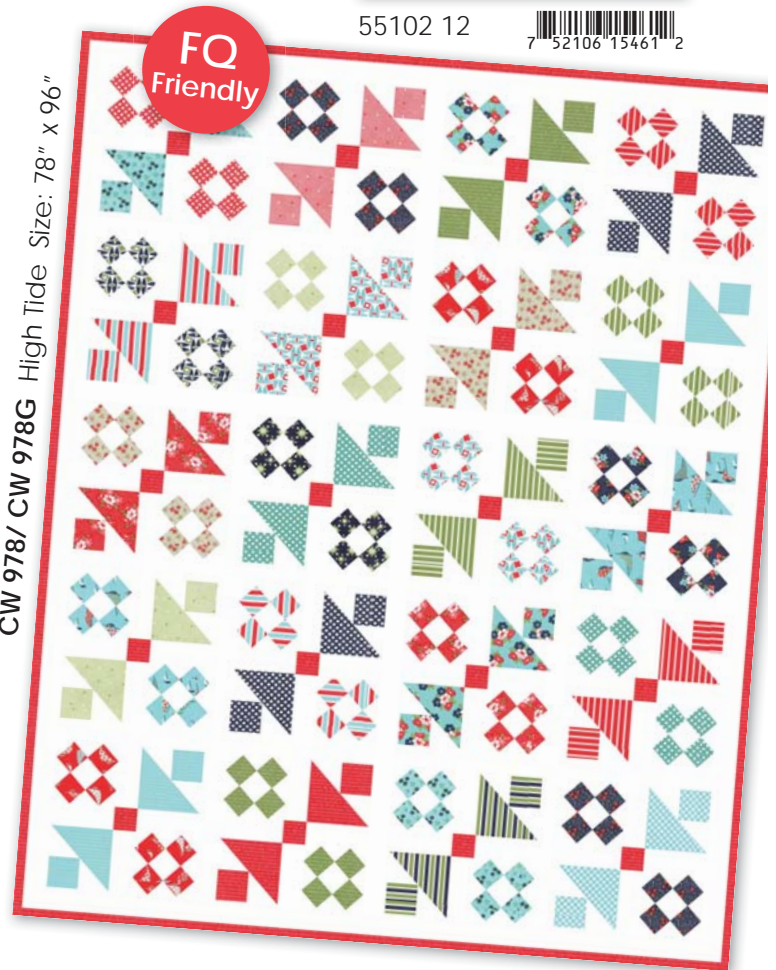 55102 12
7 52106 15461 2
FQ
Friendly
CW 978/ CW 978G High Tide Size: 78” x 96”